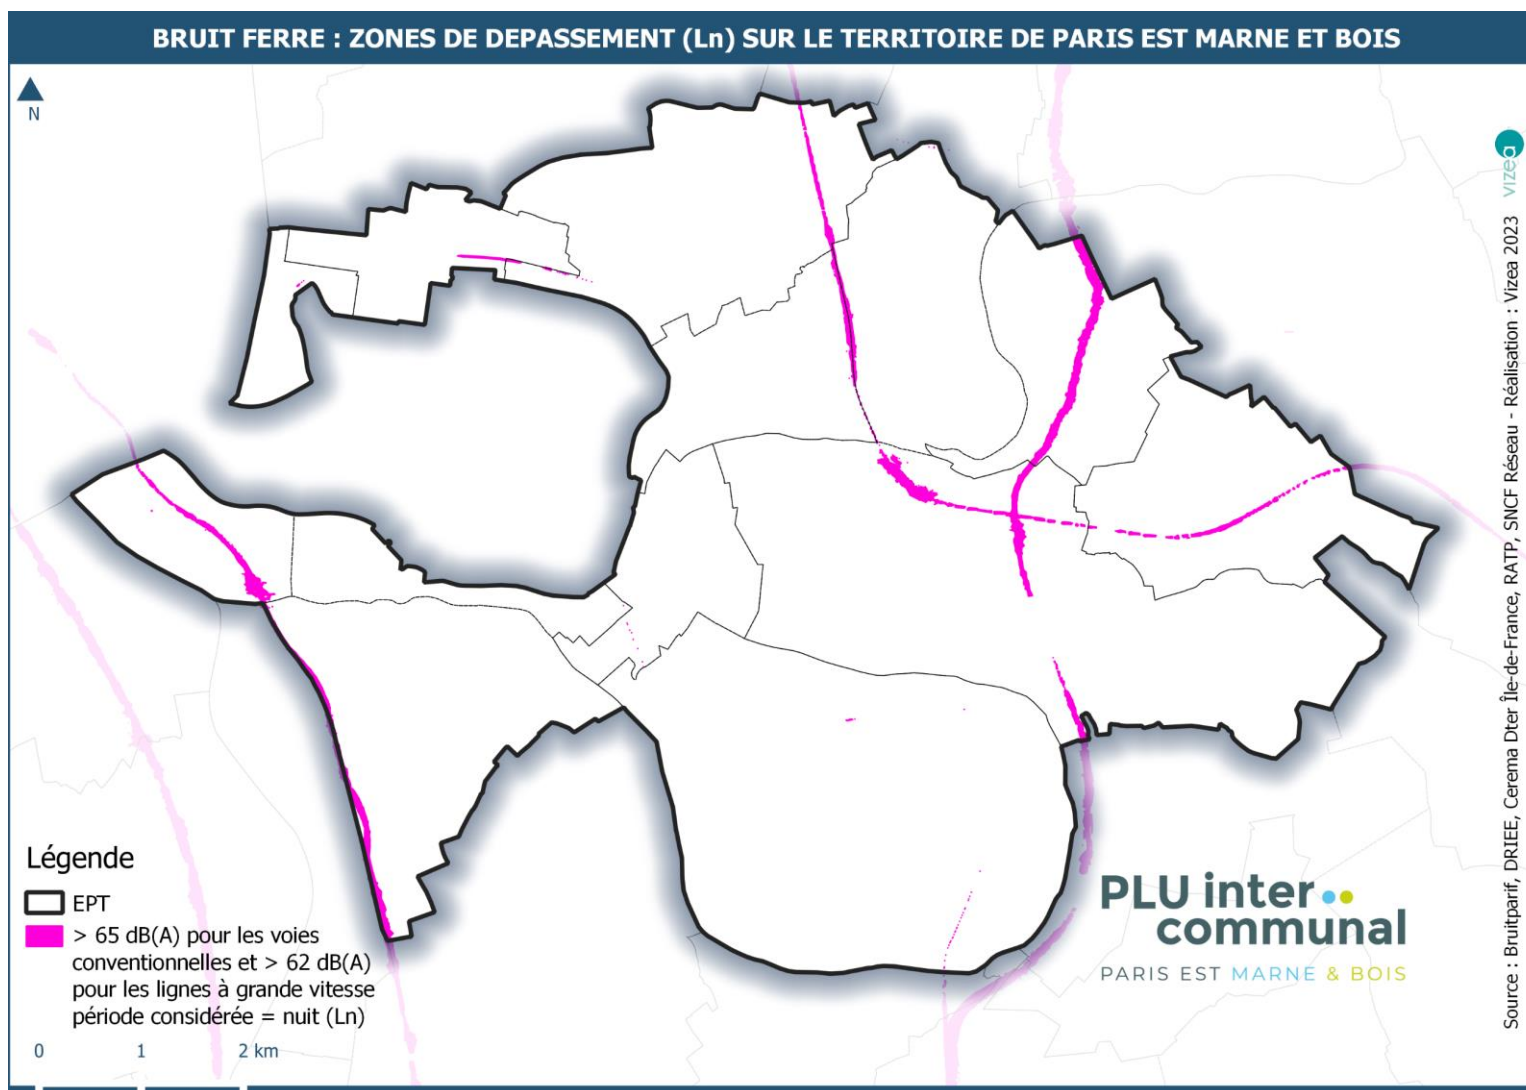 BRUIT FERRE : ZONES DE DEPASSEMENT (Ln) SUR LE TERRITOIRE DE PARIS EST MARNE ET BOIS
N
vizea
Source : Bruitparif, DRIEE, Cerema Dter Île-de-France, RATP, SNCF Réseau - Réalisation : Vizea 2023
Légende
EPT
> 65 dB(A) pour les voies
conventionnelles et > 62 dB(A)
pour les lignes à grande vitesse
période considérée = nuit (Ln)
0 1 2 km
PLU inter
communal
PARIS EST MARNE & BOIS